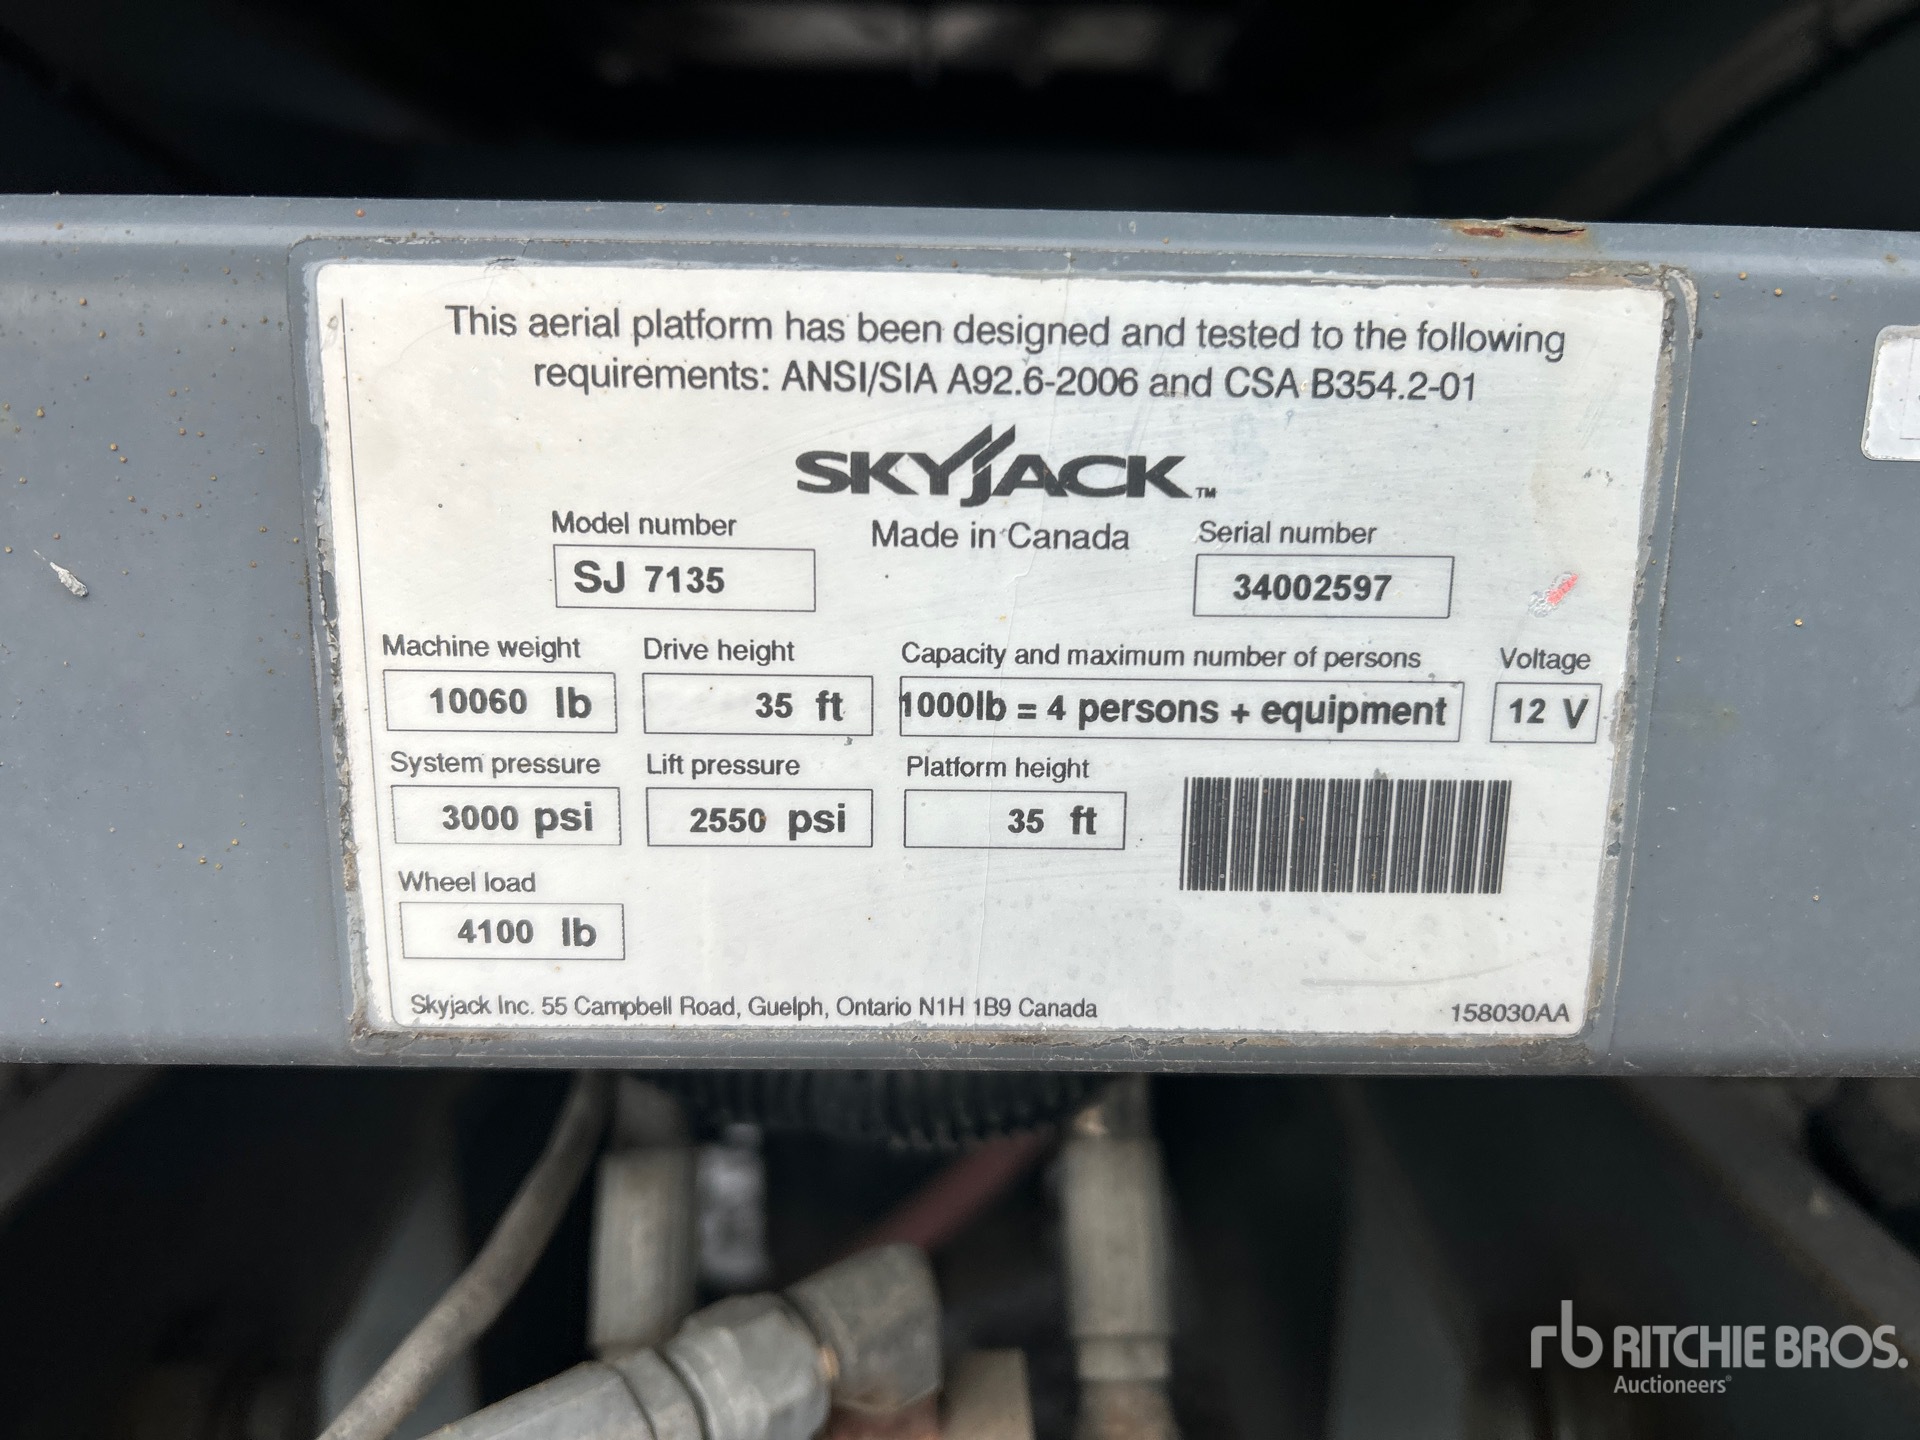 This aerial platform has been designed and tested to the following
requirements: ANSI/SIA A92.6-2006 and CSA B354.2-01
SKYJACK™
Model number
Made in Canada
Serial number
SJ 7135
34002597
Machine weight
Drive height
Capacity and maximum number of persons
Voltage
10060 lb
35 ft
1000lb = 4 persons + equipment
12 V
System pressure
Lift pressure
Platform height
3000 psi
2550 psi
35 ft
Wheel load
4100 lb
Skyjack Inc. 55 Campbell Road, Guelph, Ontario N1H 1B9 Canada
158030AA
rb RITCHIE BROS.
Auctioneers®